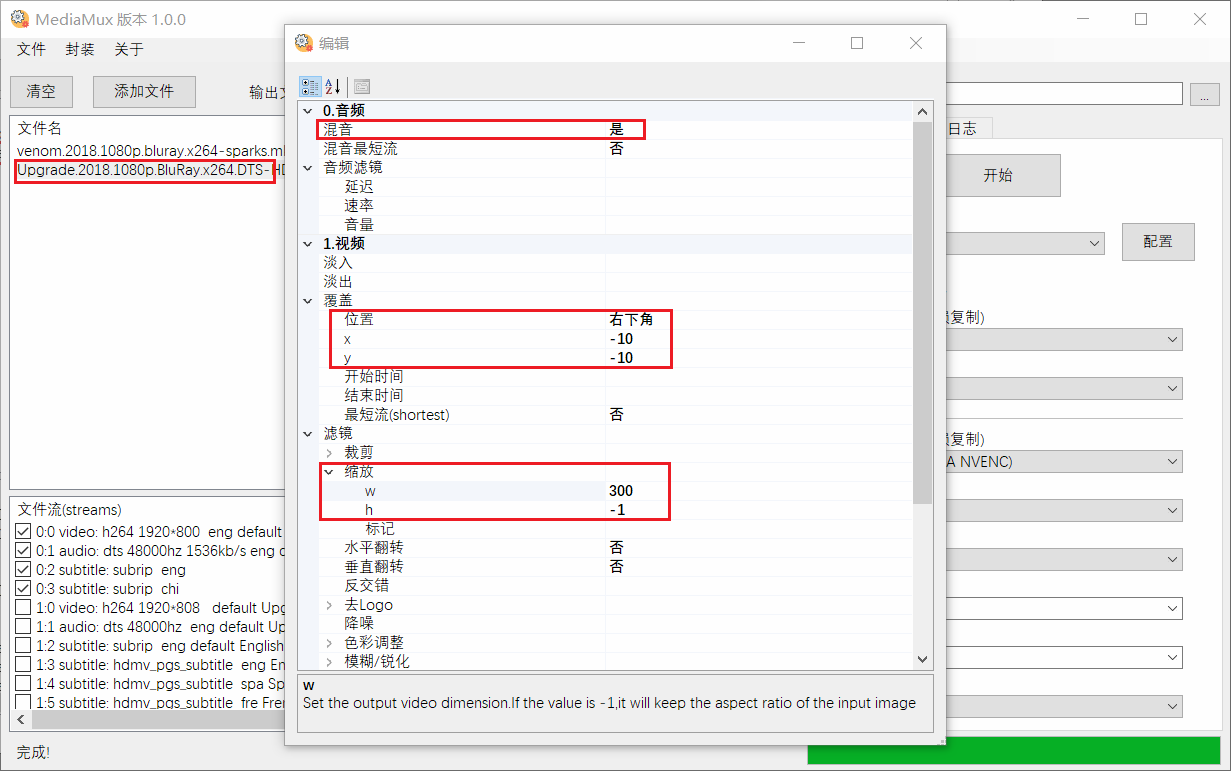 MediaMux 版本 1.0.0
文件 封装 关于
清空 添加文件 输出
...
文件名
venom.2018.1080p.bluray.x264-sparks.m
Upgrade.2018.1080p.BluRay.x264.DTS-HD
文件流(streams)
0:0 video: h264 1920*800 eng default
0:1 audio: dts 48000hz 1536kb/s eng
0:2 subtitle: subrip eng
0:3 subtitle: subrip chi
1:0 video: h264 1920*808 default Upg
1:1 audio: dts 48000hz eng default Up
1:2 subtitle: subrip eng default English
1:3 subtitle: hdmv_pgs_subtitle eng En
1:4 subtitle: hdmv_pgs_subtitle spa Sp
1:5 subtitle: hdmv_pgs_subtitle fre Fren
完成!
编辑
0.音频
混音 是
混音最短流 否
音频滤镜
延迟
速率
音量
1.视频
淡入
淡出
覆盖
位置 右下角
x -10
y -10
开始时间
结束时间
最短流(shortest) 否
滤镜
裁剪
缩放
w 300
h -1
标记
水平翻转 否
垂直翻转 否
反交错
去Logo
降噪
色彩调整
模糊/锐化
w
Set the output video dimension.If the value is -1,it will keep the aspect ratio of the input image
日志
开始
配置
复制)
复制)
A NVENC)